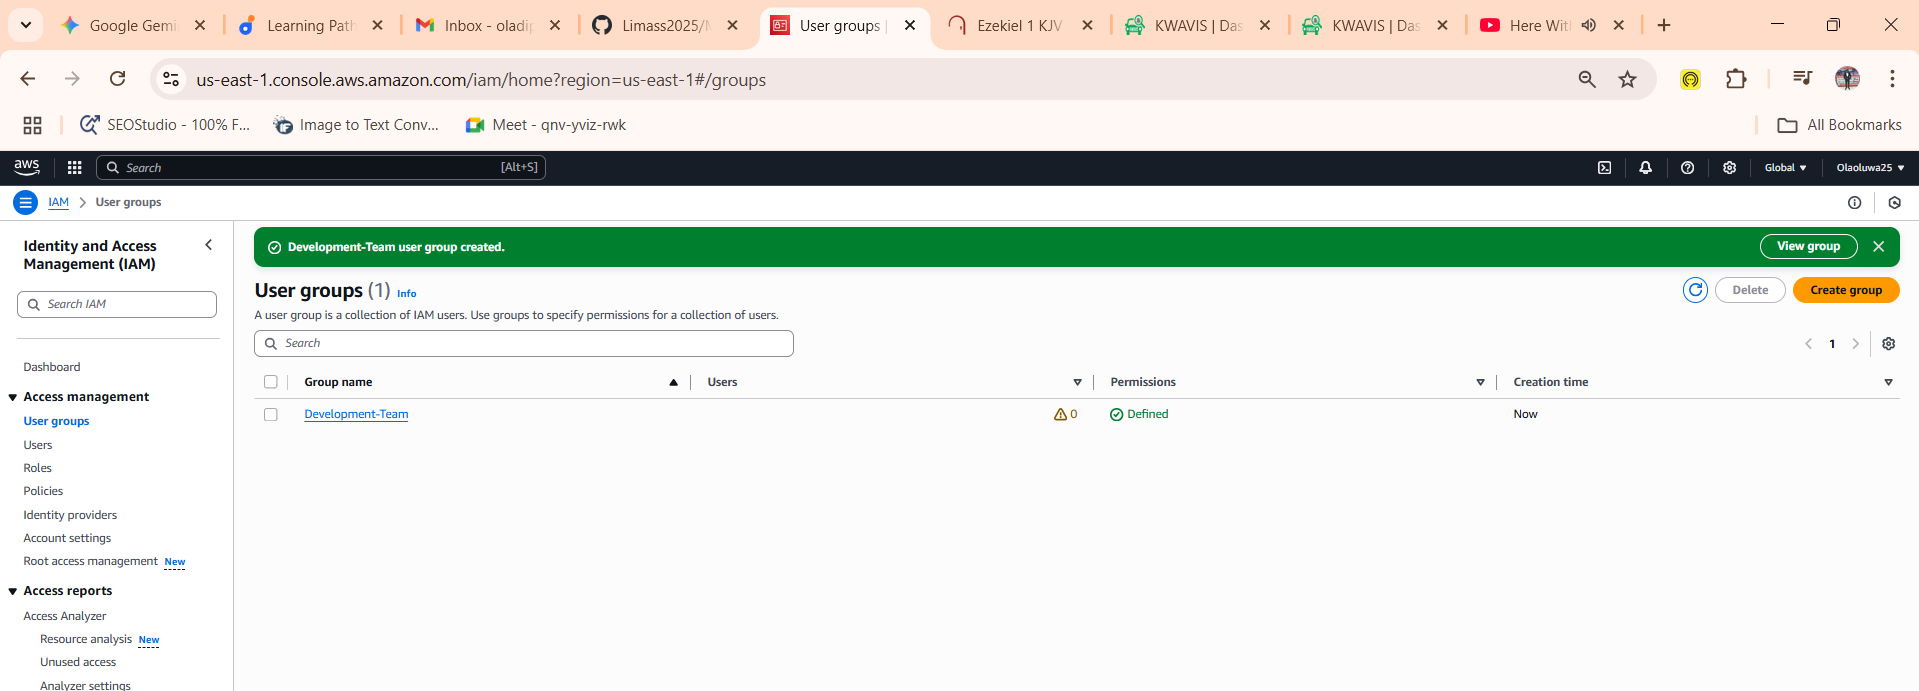 Google Gemi
Learning Path
Inbox - oladip
Limass2025/M
User groups |
Ezekiel 1 KJV
KWAVIS | Das
KWAVIS | Das
Here With
us-east-1.console.aws.amazon.com/iam/home?region=us-east-1#/groups
SEOStudio - 100% F...
Image to Text Conv...
Meet - qnv-yviz-rwk
All Bookmarks
aws
Search
[Alt+S]
Global
Olaoluwa25
IAM
User groups
Identity and Access
Management (IAM)
Search IAM
Dashboard
Access management
User groups
Users
Roles
Policies
Identity providers
Account settings
Root access management New
Access reports
Access Analyzer
Resource analysis New
Unused access
Analyzer settings
Development-Team user group created.
View group
User groups (1) Info
Delete
Create group
A user group is a collection of IAM users. Use groups to specify permissions for a collection of users.
Search
1
Group name
Users
Permissions
Creation time
Development-Team
0
Defined
Now